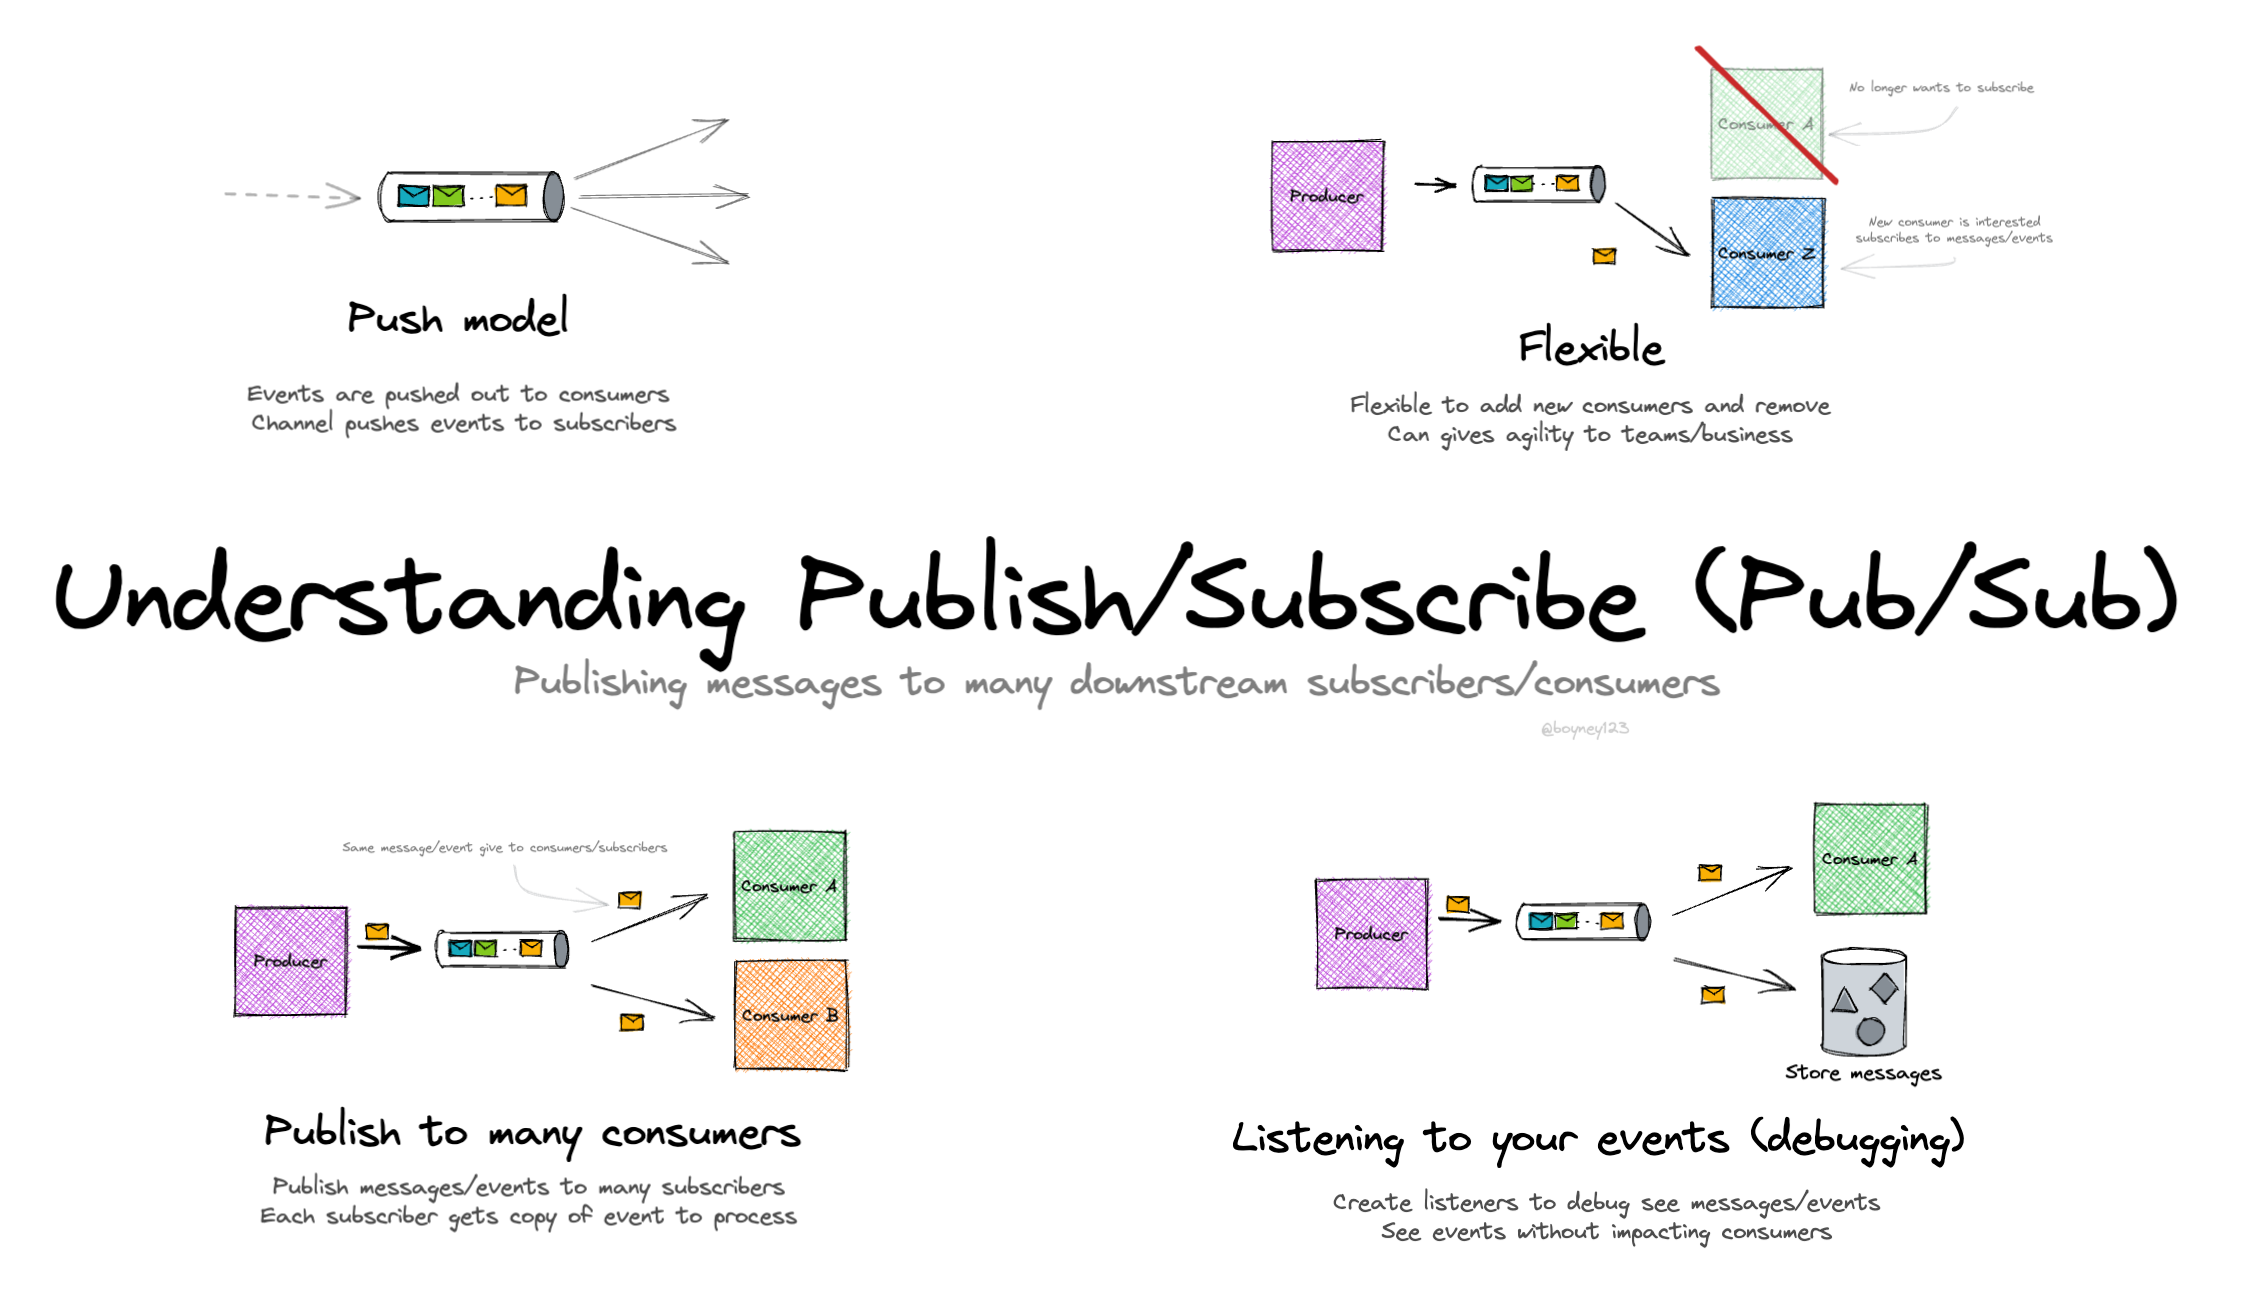 Push model
Events are pushed out to consumers
Channel pushes events to subscribers
Producer
Consumer A
No longer wants to subscribe
Consumer Z
New consumer is interested
subscribes to messages/events
Flexible
Flexible to add new consumers and remove
Can gives agility to teams/business
Understanding Publish/Subscribe (Pub/Sub)
Publishing messages to many downstream subscribers/consumers
@boyney123
Same message/event give to consumers/subscribers
Producer
Consumer A
Consumer B
Publish to many consumers
Publish messages/events to many subscribers
Each subscriber gets copy of event to process
Producer
Consumer A
Store messages
Listening to your events (debugging)
Create listeners to debug see messages/events
See events without impacting consumers